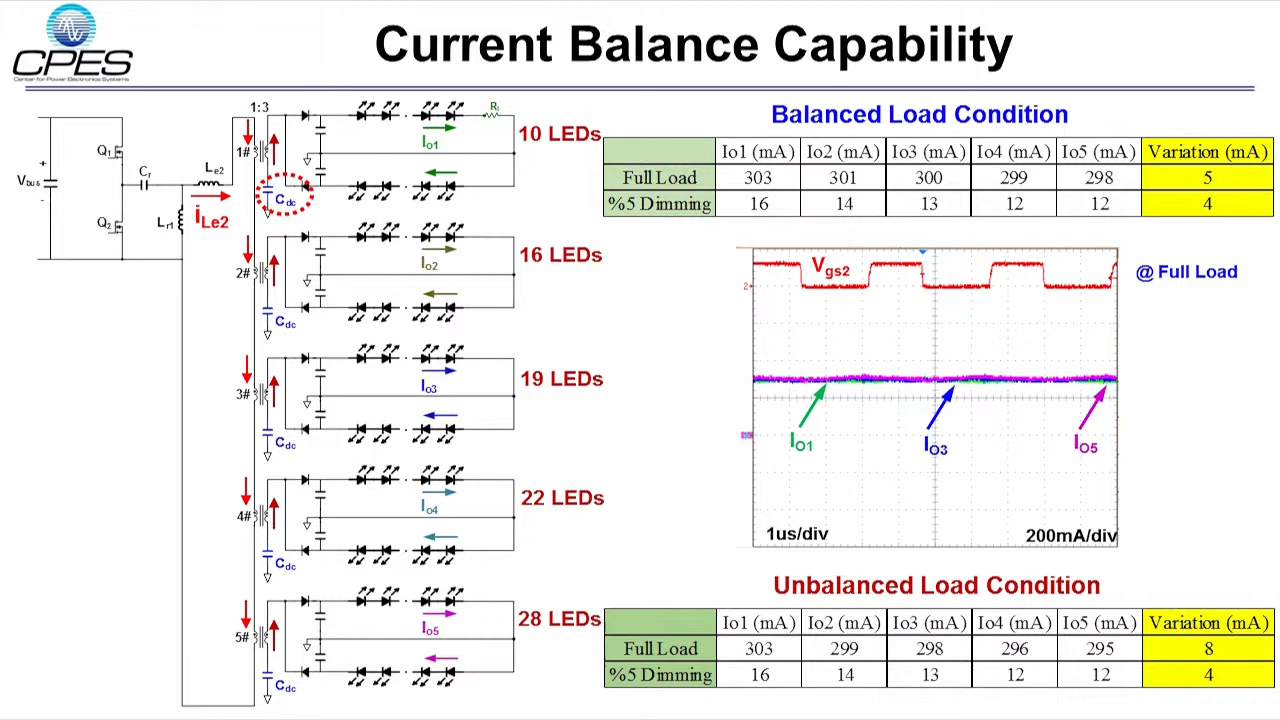 CPES
Center for Power Electronics Systems
Current Balance Capability
1:3
Q1
Cr
Le2
Vbus
+
-
Q2
Lr1
iLe2
1#
Cdc
Io1
10 LEDs
2#
Cdc
Io2
16 LEDs
3#
Cdc
Io3
19 LEDs
4#
Cdc
Io4
22 LEDs
5#
Cdc
Io5
28 LEDs
Balanced Load Condition
Io1 (mA) Io2 (mA) Io3 (mA) Io4 (mA) Io5 (mA) Variation (mA)
Full Load 303 301 300 299 298 5
%5 Dimming 16 14 13 12 12 4
Vgs2
@ Full Load
2
IO1
IO3
IO5
1us/div
200mA/div
Unbalanced Load Condition
Io1 (mA) Io2 (mA) Io3 (mA) Io4 (mA) Io5 (mA) Variation (mA)
Full Load 303 299 298 296 295 8
%5 Dimming 16 14 13 12 12 4